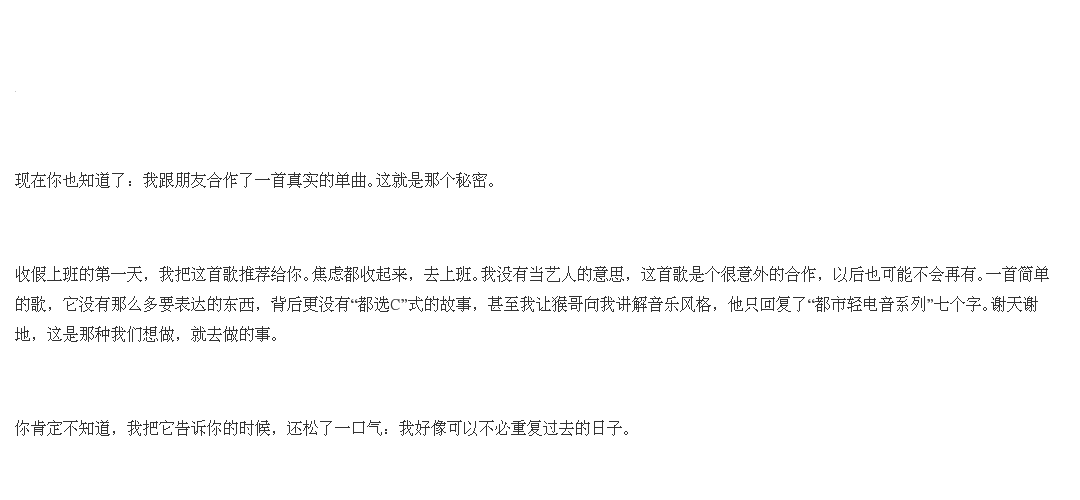 现在你也知道了：我跟朋友合作了一首真实的单曲。这就是那个秘密。
收假上班的第一天，我把这首歌推荐给你。焦虑都收起来，去上班。我没有当艺人的意思，这首歌是个很意外的合作，以后也可能不会再有。一首简单
的歌，它没有那么多要表达的东西，背后更没有“都选C”式的故事，甚至我让猴哥向我讲解音乐风格，他只回复了“都市轻电音系列”七个字。谢天谢
地，这是那种我们想做，就去做的事。
你肯定不知道，我把它告诉你的时候，还松了一口气：我好像可以不必重复过去的日子。